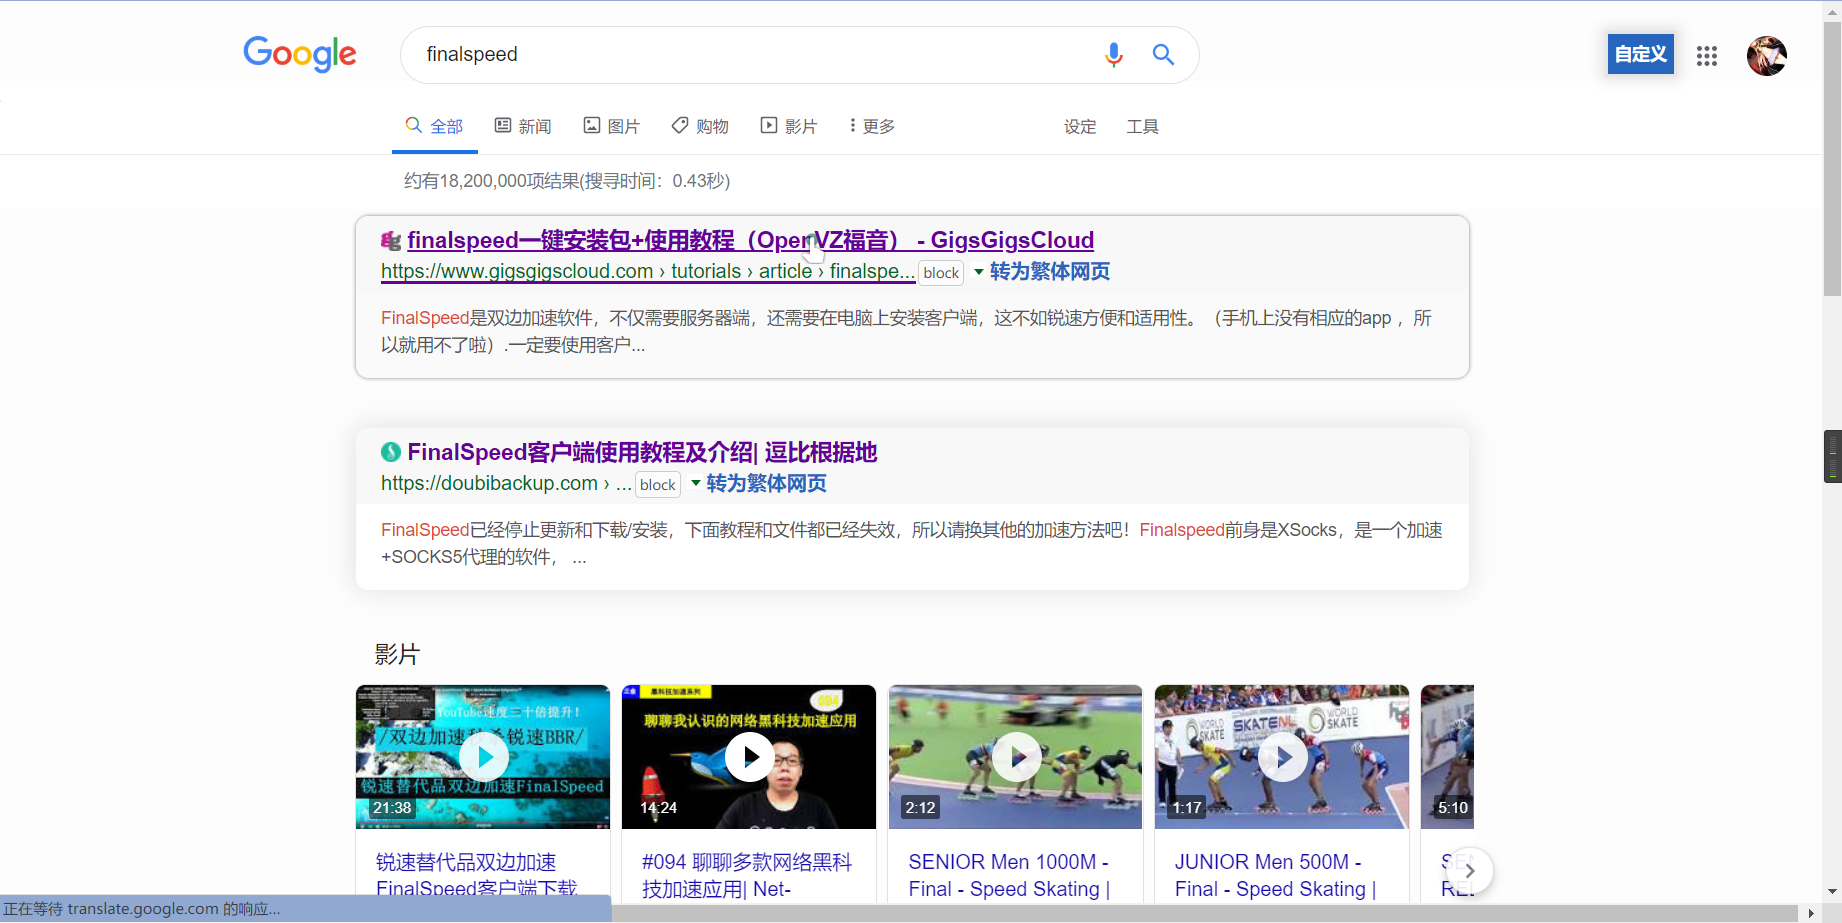 Google
finalspeed
自定义
全部
新闻
图片
购物
影片
更多
设定
工具
约有18,200,000项结果(搜寻时间：0.43秒)
finalspeed一键安装包+使用教程（OpenVZ福音） - GigsGigsCloud
https://www.gigsgigscloud.com › tutorials › article › finalspe... block 转为繁体网页
FinalSpeed是双边加速软件，不仅需要服务器端，还需要在电脑上安装客户端，这不如锐速方便和适用性。（手机上没有相应的app ，所
以就用不了啦）.一定要使用客户...
FinalSpeed客户端使用教程及介绍| 逗比根据地
https://doubibackup.com › ... block 转为繁体网页
FinalSpeed已经停止更新和下载/安装，下面教程和文件都已经失效，所以请换其他的加速方法吧！Finalspeed前身是XSocks，是一个加速
+SOCKS5代理的软件， ...
影片
YouTube速度三十倍提升！
/双边加速秒杀锐速BBR/
锐速替代品双边加速FinalSpeed
21:38
黑科技加速系列
094
聊聊我认识的网络黑科技加速应用
14:24
2:12
WORLD SKATE
SKATENL
WORLD SKATE
1:17
5:10
锐速替代品双边加速
FinalSpeed客户端下载
#094 聊聊多款网络黑科
技加速应用| Net-
SENIOR Men 1000M -
Final - Speed Skating |
JUNIOR Men 500M -
Final - Speed Skating |
正在等待 translate.google.com 的响应...